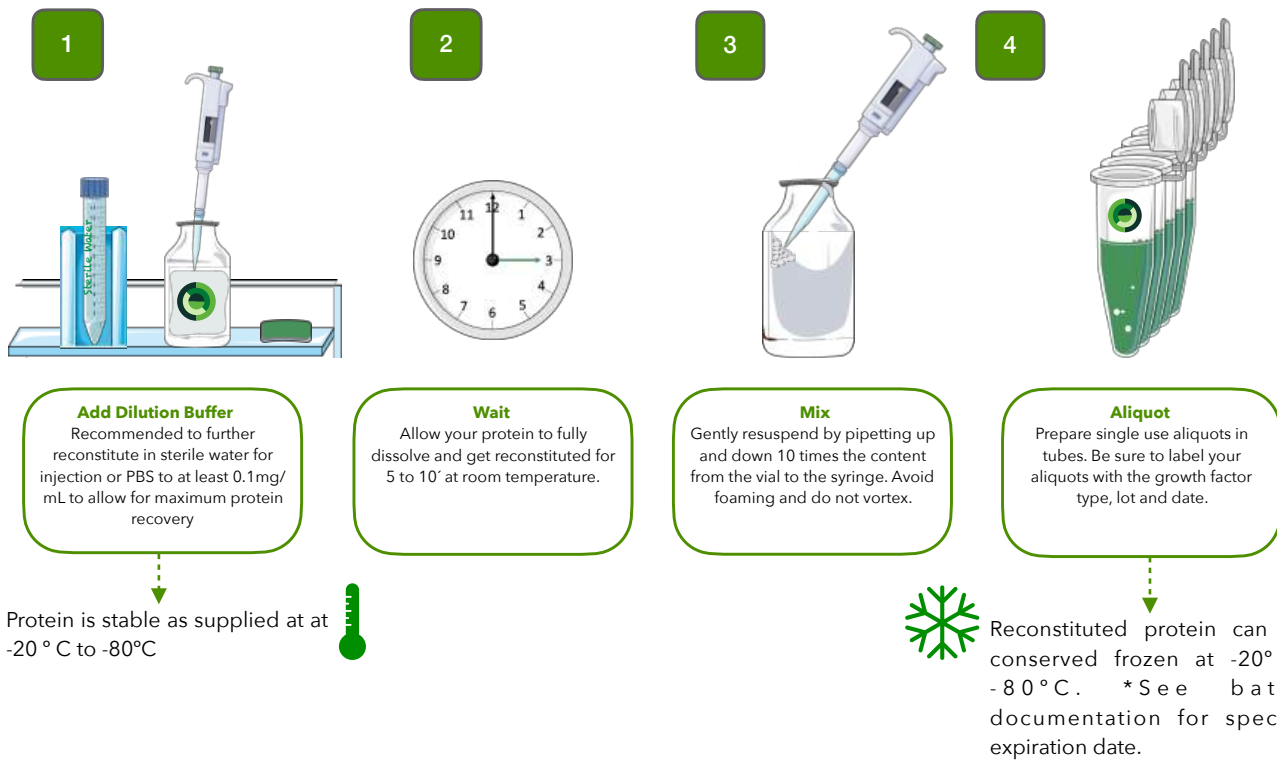 1
2
3
4
Sterile Water
12
1
2
3
4
5
6
7
8
9
10
11
Add Dilution Buffer
Recommended to further
reconstitute in sterile water for
injection or PBS to at least 0.1mg/
mL to allow for maximum protein
recovery
Wait
Allow your protein to fully
dissolve and get reconstituted for
5 to 10´ at room temperature.
Mix
Gently resuspend by pipetting up
and down 10 times the content
from the vial to the syringe. Avoid
foaming and do not vortex.
Aliquot
Prepare single use aliquots in
tubes. Be sure to label your
aliquots with the growth factor
type, lot and date.
Protein is stable as supplied at at
-20 º C to -80ºC
Reconstituted protein can
conserved frozen at -20º
-80ºC. *See bat
documentation for spec
expiration date.